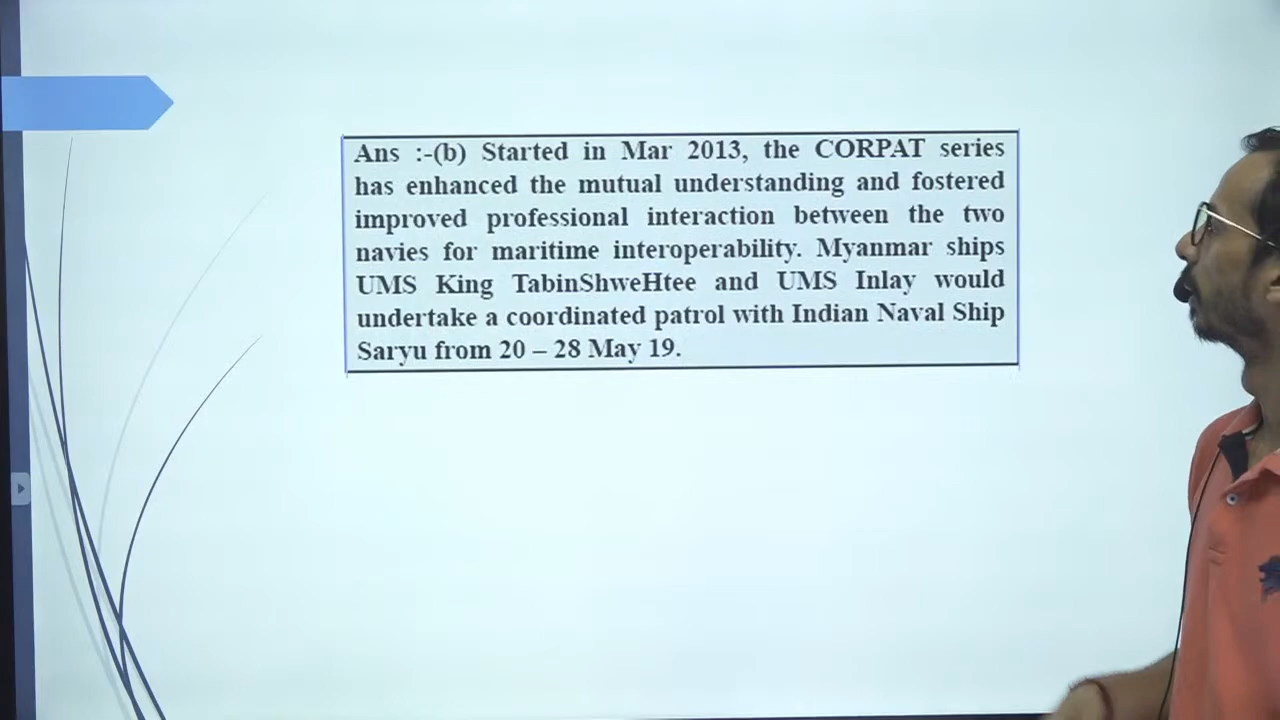 Ans :-(b) Started in Mar 2013, the CORPAT series
has enhanced the mutual understanding and fostered
improved professional interaction between the two
navies for maritime interoperability. Myanmar ships
UMS King TabinShweHtee and UMS Inlay would
undertake a coordinated patrol with Indian Naval Ship
Saryu from 20 – 28 May 19.